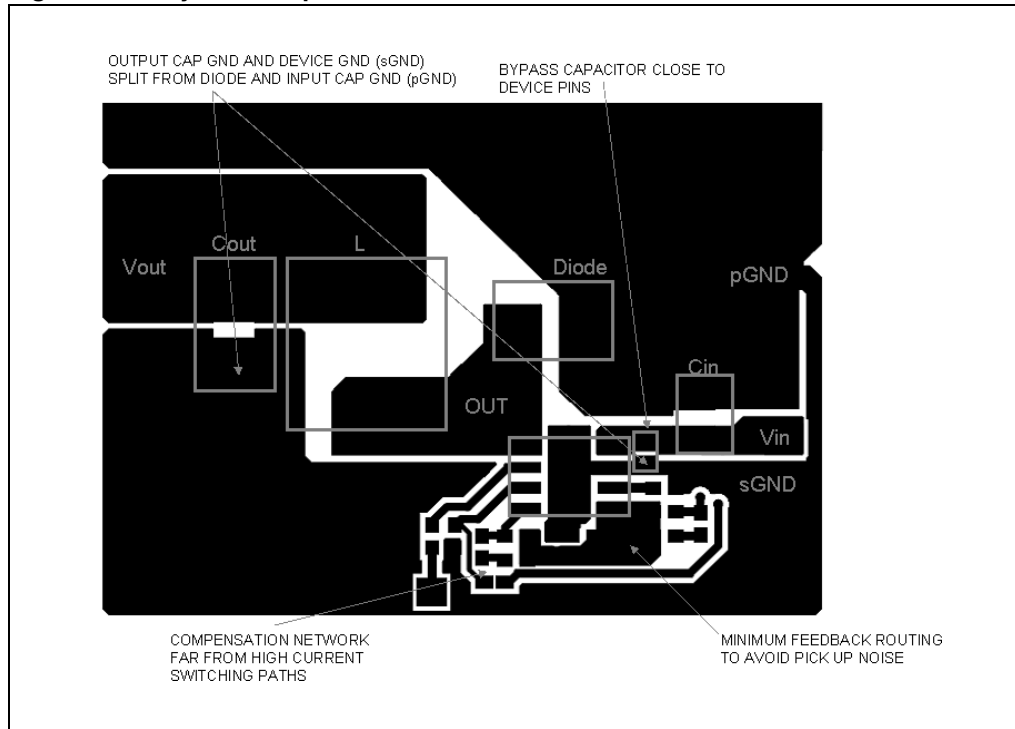 OUTPUT CAP GND AND DEVICE GND (sGND)
SPLIT FROM DIODE AND INPUT CAP GND (pGND)
BYPASS CAPACITOR CLOSE TO
DEVICE PINS
Cout
L
Vout
Diode
pGND
Cin
OUT
Vin
sGND
COMPENSATION NETWORK
FAR FROM HIGH CURRENT
SWITCHING PATHS
MINIMUM FEEDBACK ROUTING
TO AVOID PICK UP NOISE